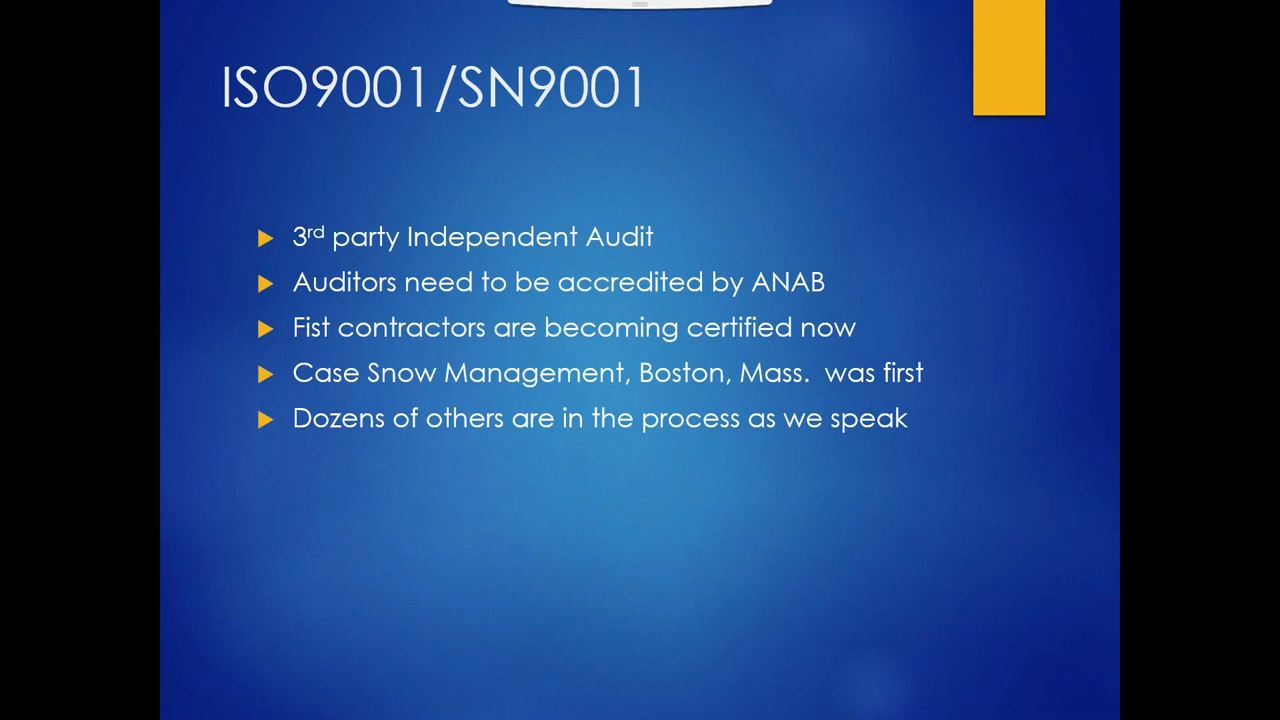 ISO9001/SN9001
3rd party Independent Audit
Auditors need to be accredited by ANAB
Fist contractors are becoming certified now
Case Snow Management, Boston, Mass.  was first
Dozens of others are in the process as we speak